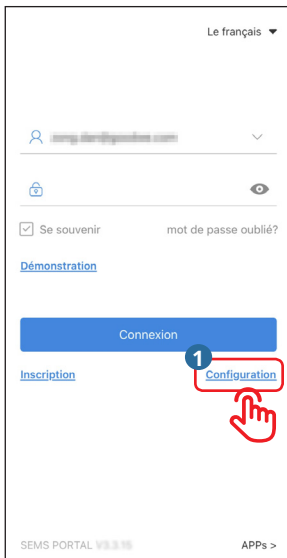 Le français
Se souvenir mot de passe oublié?
Démonstration
Connexion
1
Inscription Configuration
SEMS PORTAL APPs >